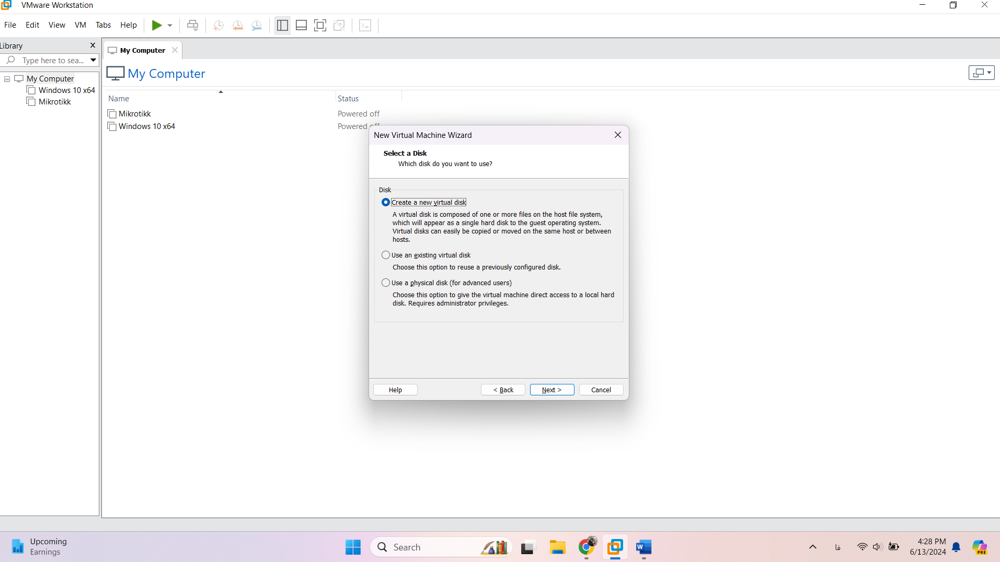 VMware Workstation
File Edit View VM Tabs Help
Library
Type here to sea...
My Computer
Windows 10 x64
Mikrotikk
My Computer
My Computer
Name Status
Mikrotikk Powered off
Windows 10 x64 Powered off
New Virtual Machine Wizard
Select a Disk
Which disk do you want to use?
Disk
Create a new virtual disk
A virtual disk is composed of one or more files on the host file system,
which will appear as a single hard disk to the guest operating system.
Virtual disks can easily be copied or moved on the same host or between
hosts.
Use an existing virtual disk
Choose this option to reuse a previously configured disk.
Use a physical disk (for advanced users)
Choose this option to give the virtual machine direct access to a local hard
disk. Requires administrator privileges.
Help < Back Next > Cancel
Upcoming
Earnings
Search
W
فا
4:28 PM
6/13/2024
PRE